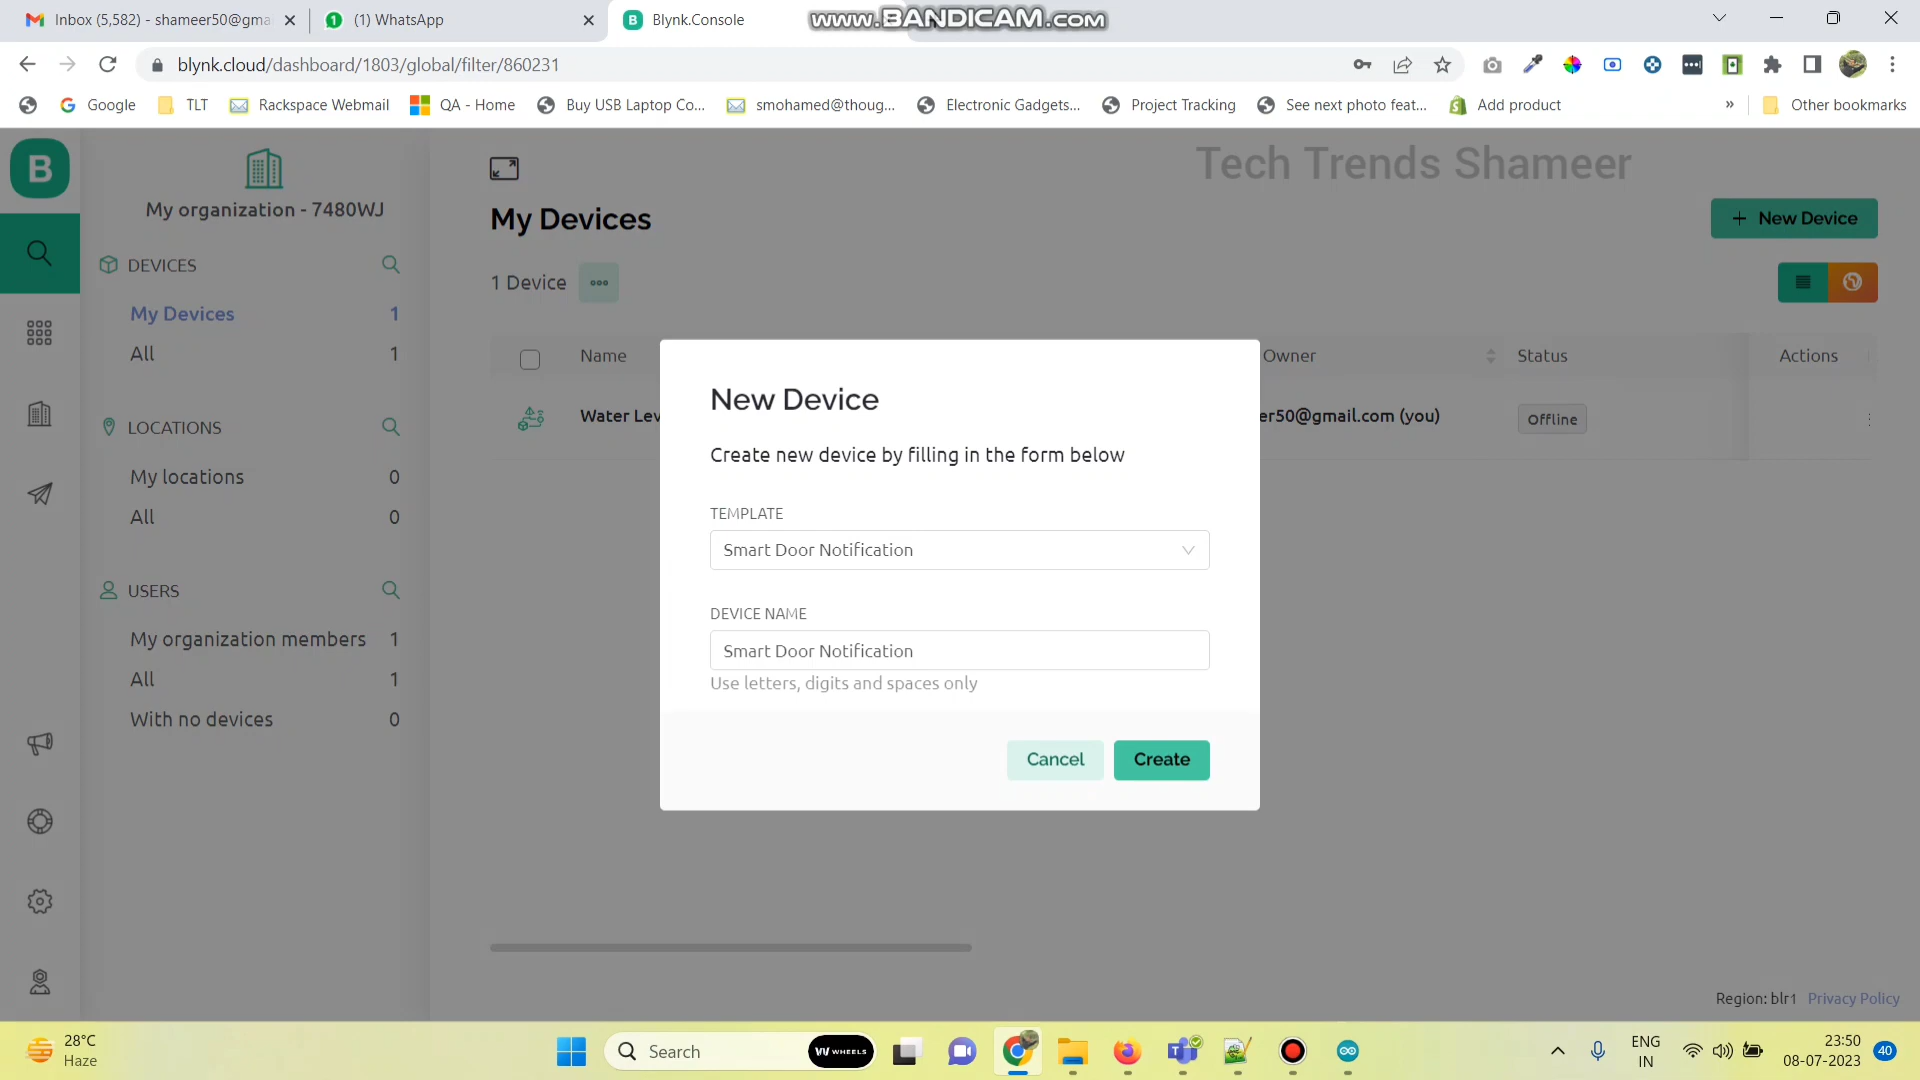 Inbox (5,582) - shameer50@gma
(1) WhatsApp
Blynk.Console
www.BANDICAM.com
blynk.cloud/dashboard/1803/global/filter/860231
Google
TLT
Rackspace Webmail
QA - Home
Buy USB Laptop Co...
smohamed@thoug...
Electronic Gadgets...
Project Tracking
See next photo feat...
Add product
»
Other bookmarks
B
My organization - 7480WJ
Tech Trends Shameer
My Devices
+ New Device
DEVICES
1 Device
My Devices 1
All 1
Name
Owner
Status
Actions
Water Lev
er50@gmail.com (you)
Offline
LOCATIONS
My locations 0
All 0
USERS
My organization members 1
All 1
With no devices 0
New Device
Create new device by filling in the form below
TEMPLATE
Smart Door Notification
DEVICE NAME
Smart Door Notification
Use letters, digits and spaces only
Cancel
Create
Region: blr1 Privacy Policy
28°C
Haze
Search
WHEELS
ENG
IN
23:50
08-07-2023
40